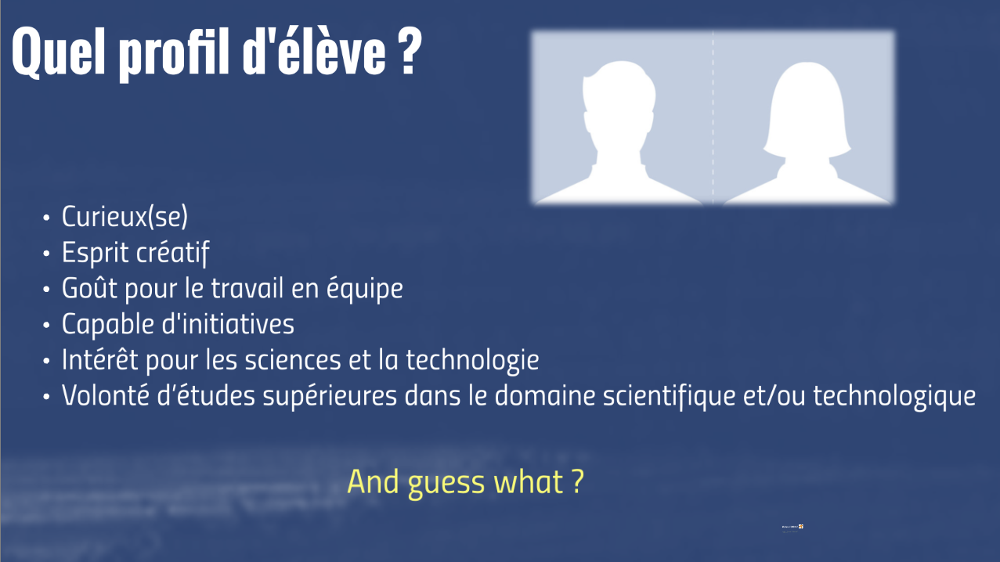 Quel profil d'élève ?
• Curieux(se)
• Esprit créatif
• Goût pour le travail en équipe
• Capable d'initiatives
• Intérêt pour les sciences et la technologie
• Volonté d’études supérieures dans le domaine scientifique et/ou technologique
And guess what ?